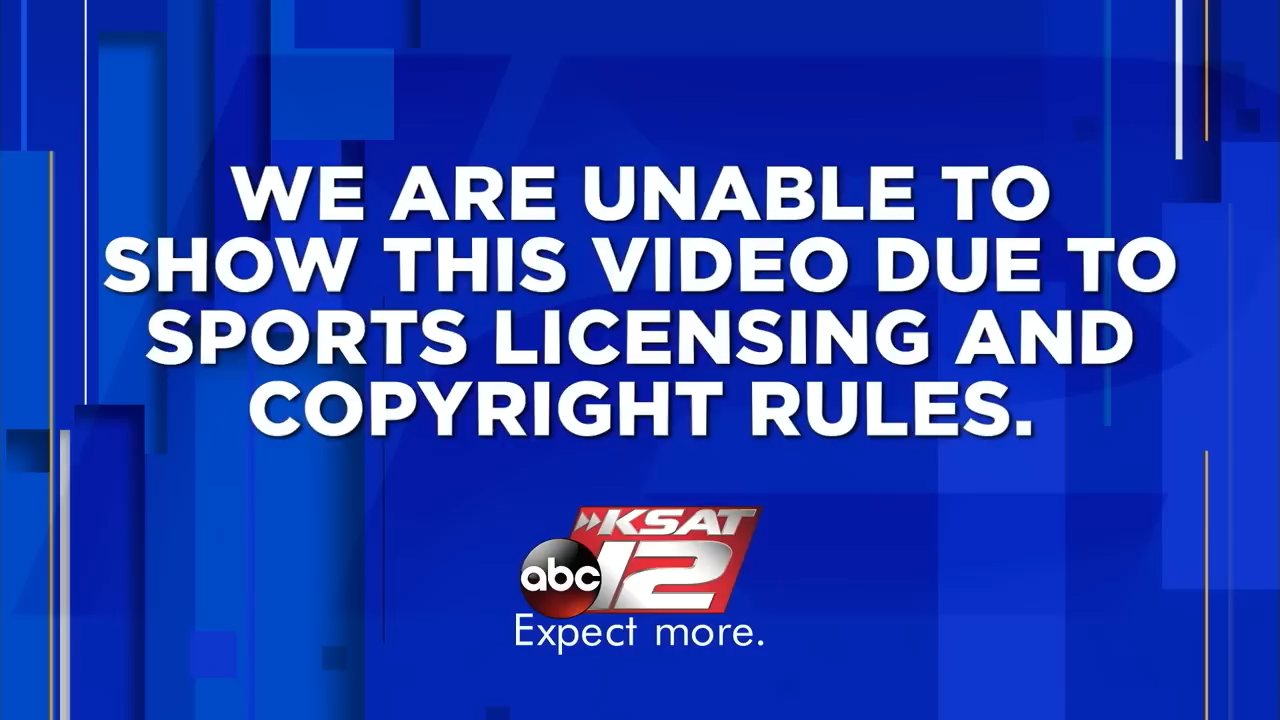 WE ARE UNABLE TO
SHOW THIS VIDEO DUE TO
SPORTS LICENSING AND
COPYRIGHT RULES.
KSAT
abc 12
Expect more.